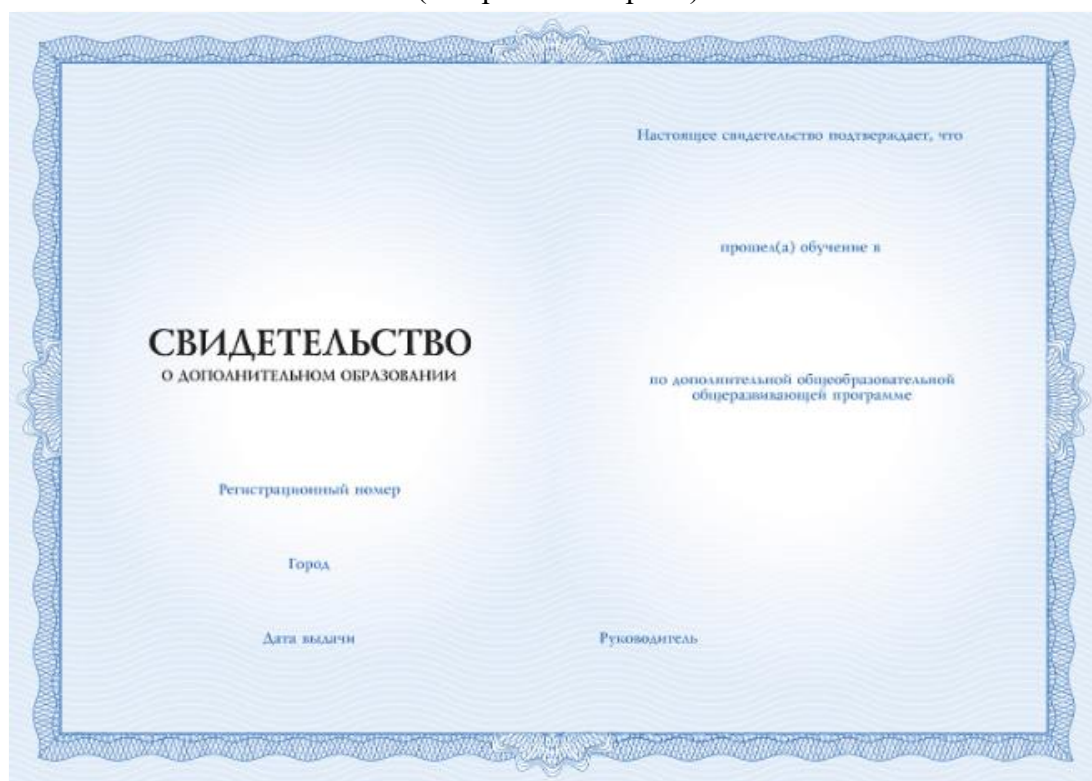 СВИДЕТЕЛЬСТВО
О ДОПОЛНИТЕЛЬНОМ ОБРАЗОВАНИИ
Регистрационный номер
Город
Дата выдачи
Настоящее свидетельство подтверждает, что
прошел(а) обучение в
по дополнительной общеобразовательной
общеразвивающей программе
Руководитель